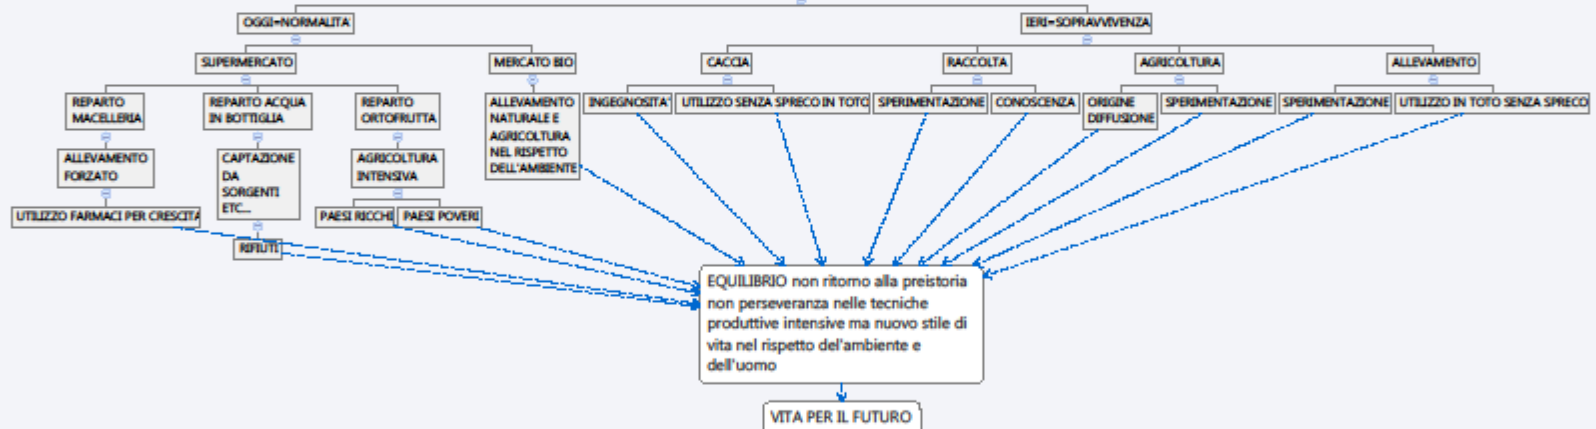 OGGI=NORMALITA'
IERI=SOPRAVVIVENZA
SUPERMERCATO
MERCATO BIO
CACCIA
RACCOLTA
AGRICOLTURA
ALLEVAMENTO
REPARTO
MACELLERIA
REPARTO ACQUA
IN BOTTIGLIA
REPARTO
ORTOFRUTTA
ALLEVAMENTO
NATURALE E
AGRICOLTURA
NEL RISPETTO
DELL'AMBIENTE
INGEGNOSITA'
UTILIZZO SENZA SPRECO IN TOTO
SPERIMENTAZIONE
CONOSCENZA
ORIGINE
DIFFUSIONE
SPERIMENTAZIONE
SPERIMENTAZIONE
UTILIZZO IN TOTO SENZA SPRECO
ALLEVAMENTO
FORZATO
CAPTAZIONE
DA
SORGENTI
ETC...
AGRICOLTURA
INTENSIVA
UTILIZZO FARMACI PER CRESCITA
PAESI RICCHI
PAESI POVERI
RIFIUTI
EQUILIBRIO non ritorno alla preistoria
non perseveranza nelle tecniche
produttive intensive ma nuovo stile di
vita nel rispetto del'ambiente e
dell'uomo
VITA PER IL FUTURO